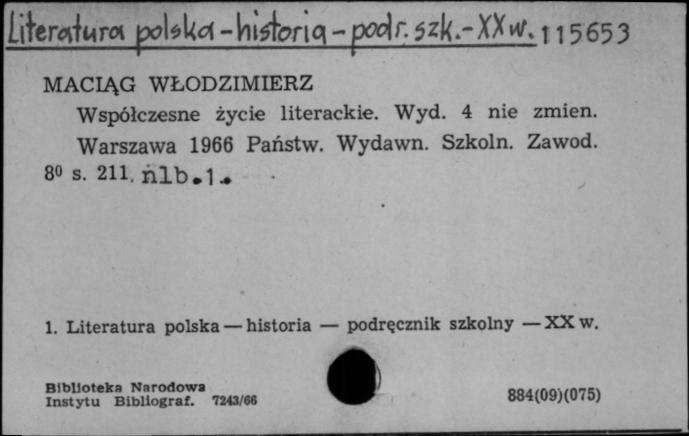 Literatura polska - historia - podr. szk. - XX w. 115653
MACIĄG WŁODZIMIERZ
Współczesne życie literackie. Wyd. 4 nie zmien.
Warszawa 1966 Państw. Wydawn. Szkoln. Zawod.
8⁰ s. 211, nlb.1.
1. Literatura polska — historia — podręcznik szkolny — XX w.
Biblioteka Narodowa
Instytu Bibliograf. 7243/66
884(09)(075)